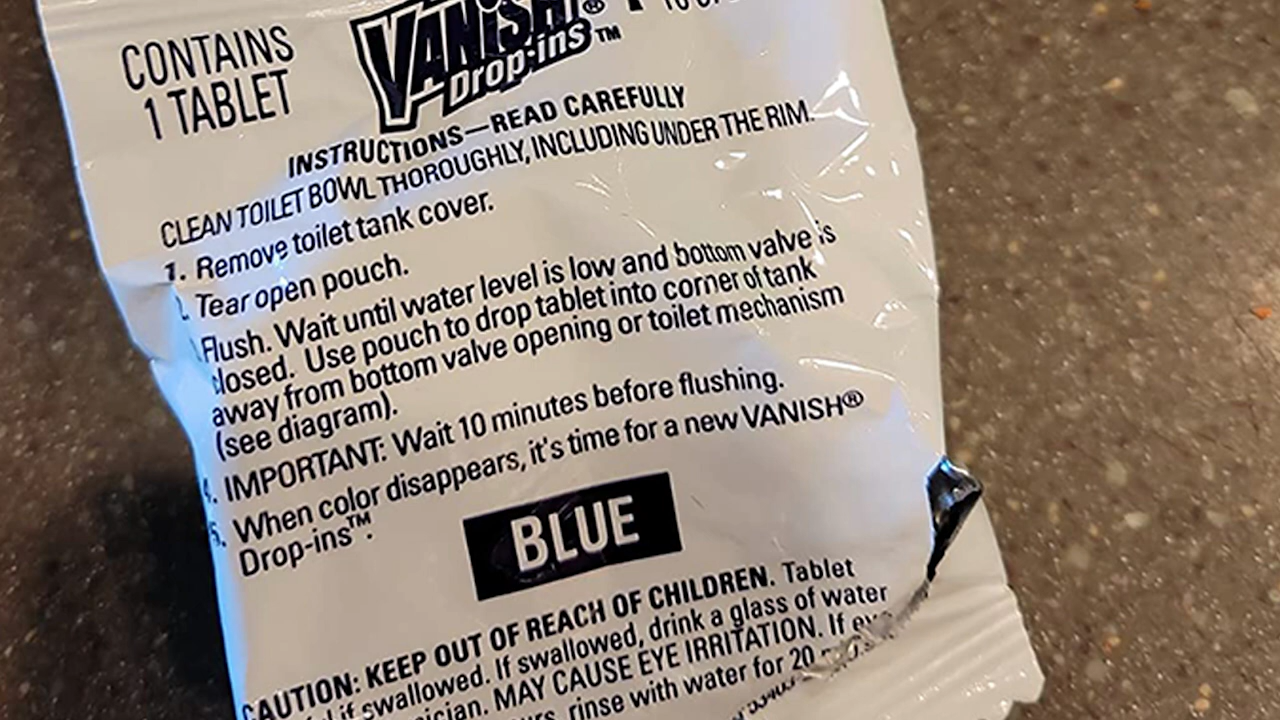 CONTAINS
1 TABLET
VANiSH®
Drop-ins™
INSTRUCTIONS—READ CAREFULLY
CLEAN TOILET BOWL THOROUGHLY, INCLUDING UNDER THE RIM.
1. Remove toilet tank cover.
Tear open pouch.
Flush. Wait until water level is low and bottom valve is
closed. Use pouch to drop tablet into corner of tank
away from bottom valve opening or toilet mechanism
(see diagram).
4. IMPORTANT: Wait 10 minutes before flushing.
5. When color disappears, it's time for a new VANISH®
Drop-ins™.
BLUE
CAUTION: KEEP OUT OF REACH OF CHILDREN. Tablet
if swallowed. If swallowed, drink a glass of water
MAY CAUSE EYE IRRITATION. If
rinse with water for 20